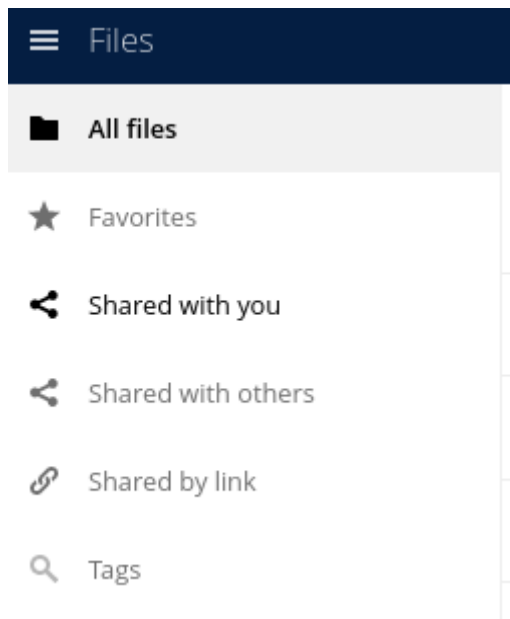 Files
All files
Favorites
Shared with you
Shared with others
Shared by link
Tags